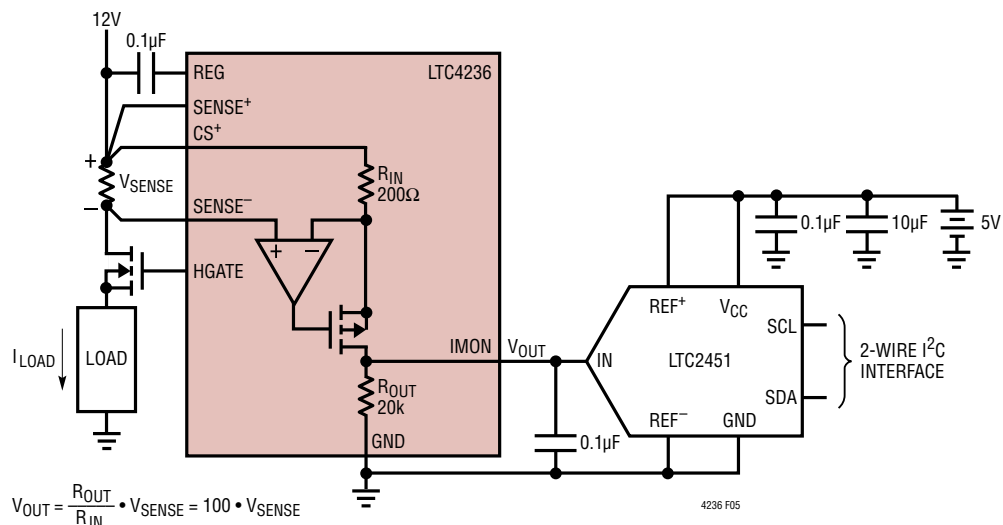 12V
0.1µF
REG
LTC4236
SENSE+
CS+
+
VSENSE
–
RIN
200Ω
SENSE–
+ –
HGATE
ILOAD
LOAD
IMON
VOUT
ROUT
20k
GND
0.1µF
0.1µF
10µF
5V
REF+
VCC
SCL
IN
LTC2451
2-WIRE I2C
INTERFACE
SDA
REF–
GND
VOUT = ROUT/RIN • VSENSE = 100 • VSENSE
4236 F05